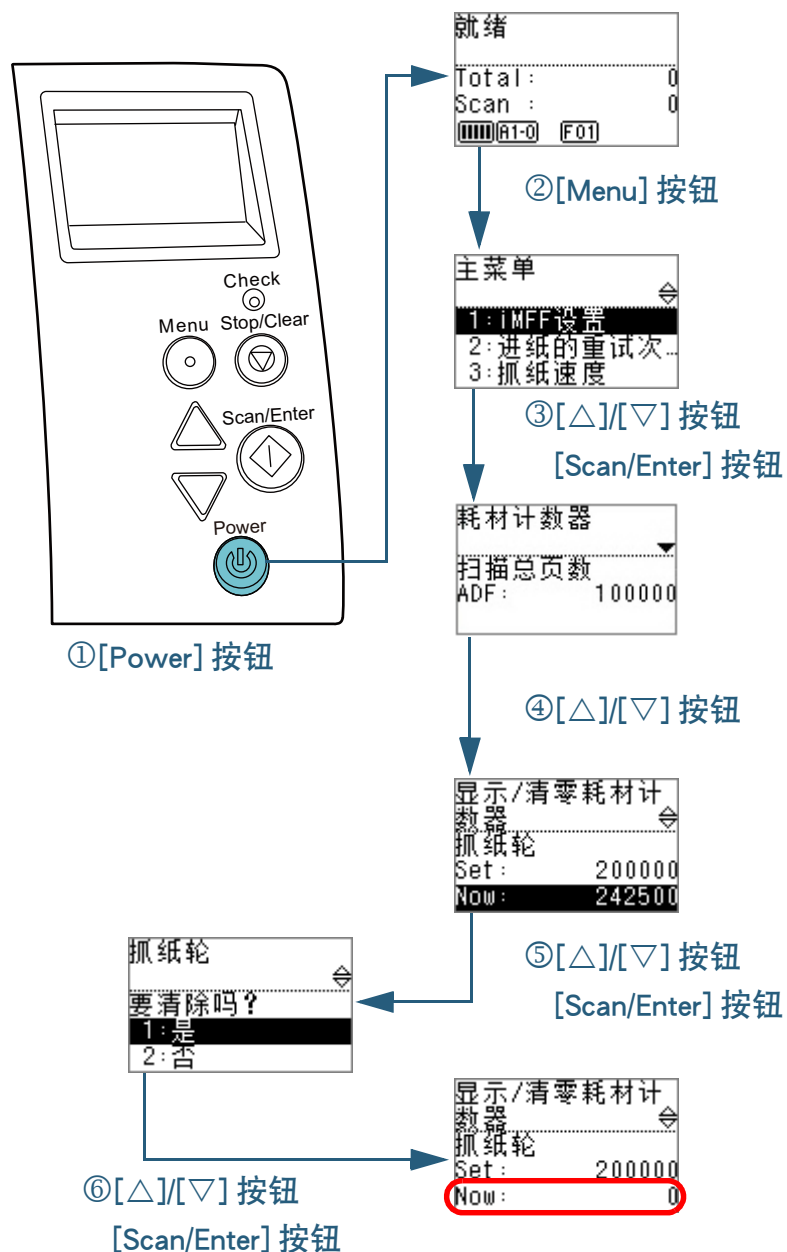 Check
Menu Stop/Clear
Scan/Enter
Power
①[Power] 按钮
就绪
Total: 0
Scan : 0
A1-0 F01
②[Menu] 按钮
主菜单
1:iMFF设置
2:进纸的重试次…
3:抓纸速度
③[△]/[▽] 按钮
[Scan/Enter] 按钮
耗材计数器
扫描总页数
ADF: 100000
④[△]/[▽] 按钮
显示/清零耗材计
数器
抓纸轮
Set: 200000
Now: 242500
⑤[△]/[▽] 按钮
[Scan/Enter] 按钮
抓纸轮
要清除吗?
1:是
2:否
⑥[△]/[▽] 按钮
[Scan/Enter] 按钮
显示/清零耗材计
数器
抓纸轮
Set: 200000
Now: 0